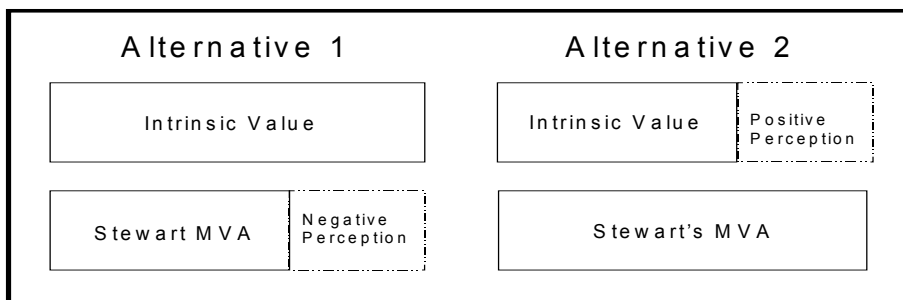 Alternative 1
Alternative 2
Intrinsic Value
Intrinsic Value
Positive
Perception
Stewart MVA
Negative
Perception
Stewart’s MVA